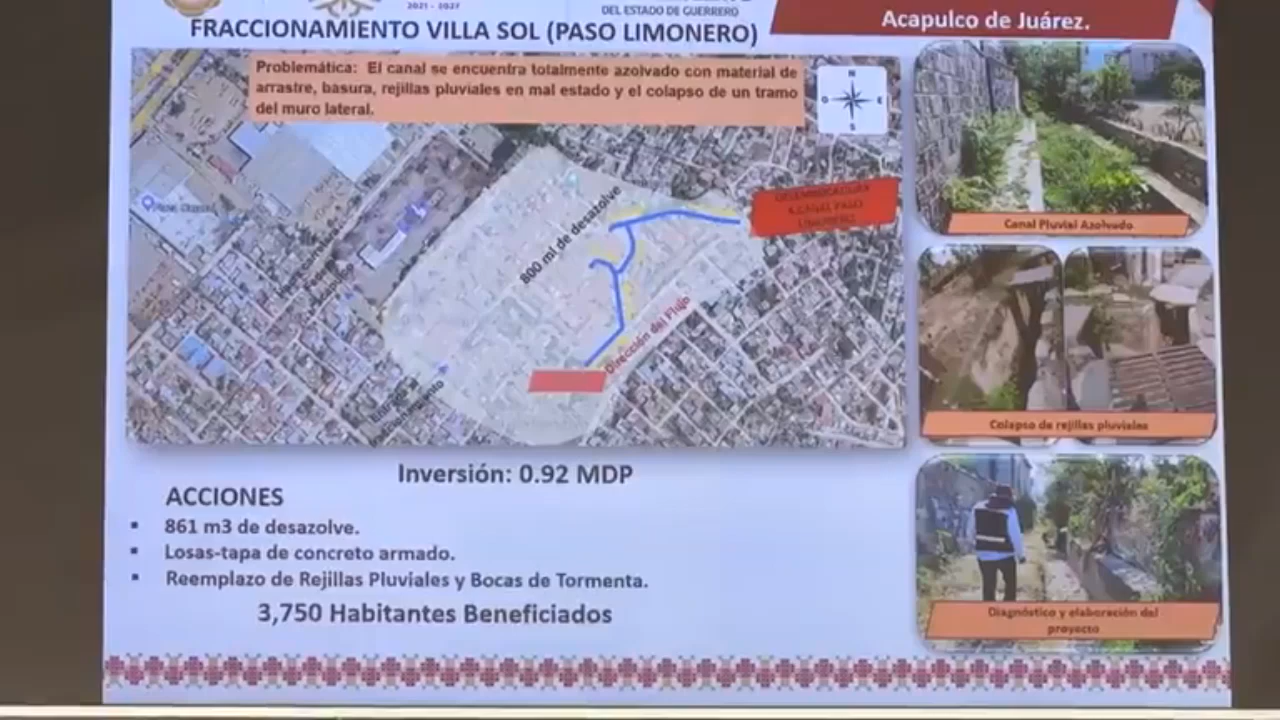 2021 - 2027
DEL ESTADO DE GUERRERO
FRACCIONAMIENTO VILLA SOL (PASO LIMONERO)
Acapulco de Juárez.
Problemática: El canal se encuentra totalmente azolvado con material de
arrastre, basura, rejillas pluviales en mal estado y el colapso de un tramo
del muro lateral.
N
O
E
S
DESEMBOCADURA
A CANAL PASO
LIMONERO
800 ml de desazolve
Dirección del Flujo
Canal Pluvial Azolvado
Colapso de rejillas pluviales
Diagnóstico y elaboración del
proyecto
Inversión: 0.92 MDP
ACCIONES
▪ 861 m3 de desazolve.
▪ Losas-tapa de concreto armado.
▪ Reemplazo de Rejillas Pluviales y Bocas de Tormenta.
3,750 Habitantes Beneficiados